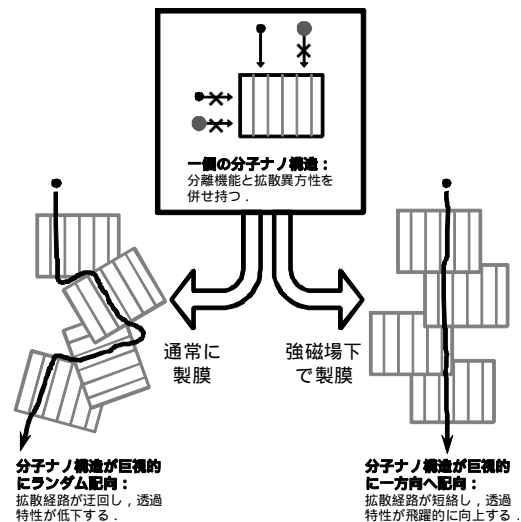 一個の分子ナノ構造：
分離機能と拡散異方性を
併せ持つ．
通常に
製膜
強磁場下
で製膜
分子ナノ構造が巨視的
にランダム配向：
拡散経路が迂回し，透過
特性が低下する．
分子ナノ構造が巨視的
に一方向へ配向：
拡散経路が短絡し，透過
特性が飛躍的に向上する．